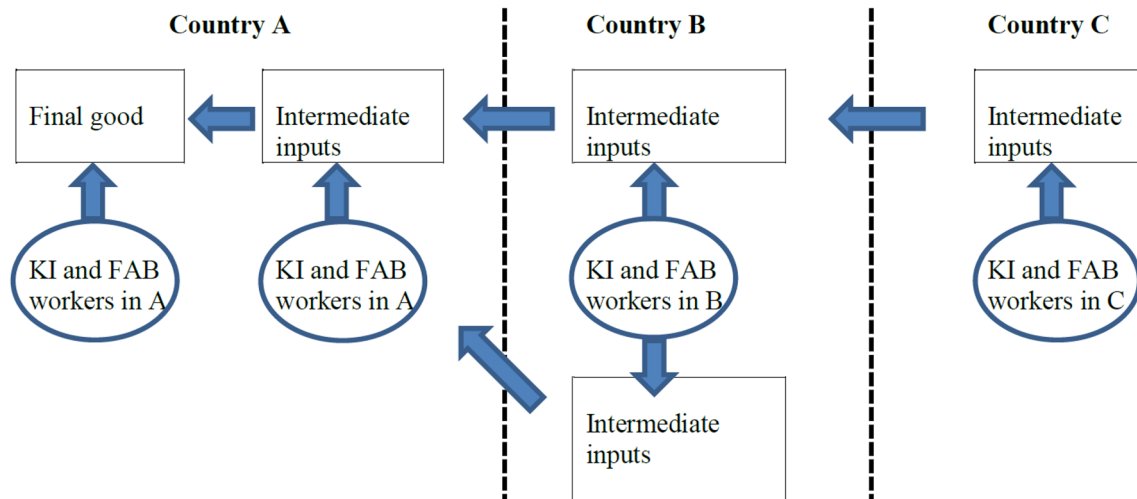 Country A
Country B
Country C
Final good
Intermediate
inputs
Intermediate
inputs
Intermediate
inputs
KI and FAB
workers in A
KI and FAB
workers in A
KI and FAB
workers in B
KI and FAB
workers in C
Intermediate
inputs